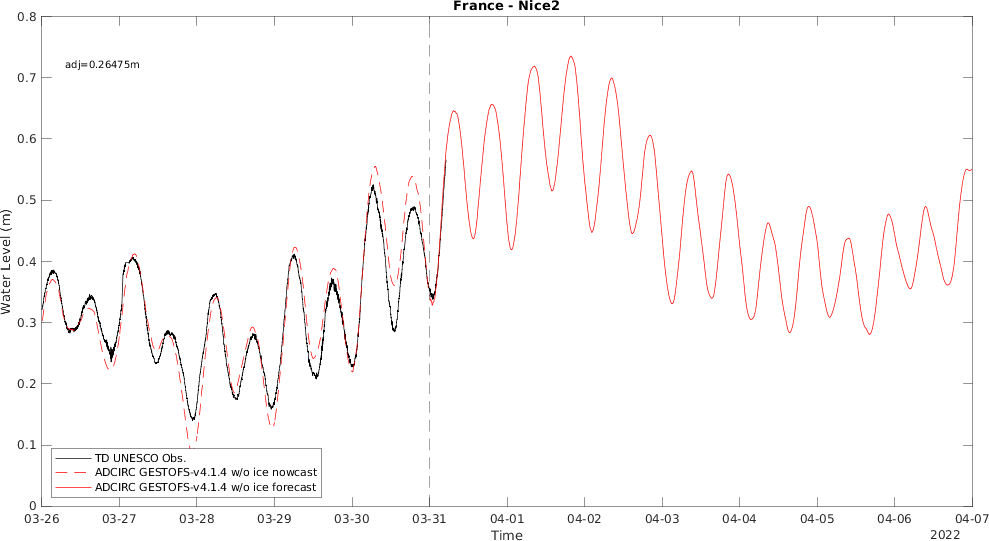 France - Nice2
0.8
0.7
0.6
0.5
0.4
0.3
0.2
0.1
0
Water Level (m)
adj=0.26475m
TD UNESCO Obs.
ADCIRC GESTOFS-v4.1.4 w/o ice nowcast
ADCIRC GESTOFS-v4.1.4 w/o ice forecast
03-26 03-27 03-28 03-29 03-30 03-31 04-01 04-02 04-03 04-04 04-05 04-06 04-07
Time
2022